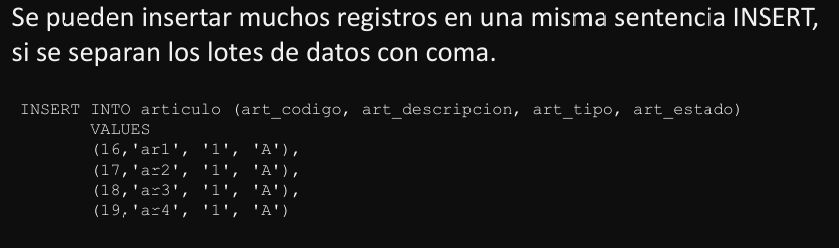 Se pueden insertar muchos registros en una misma sentencia INSERT,
si se separan los lotes de datos con coma.
INSERT INTO articulo (art_codigo, art_descripcion, art_tipo, art_estado)
VALUES
(16,'ar1', '1', 'A'),
(17,'ar2', '1', 'A'),
(18,'ar3', '1', 'A'),
(19,'ar4', '1', 'A')